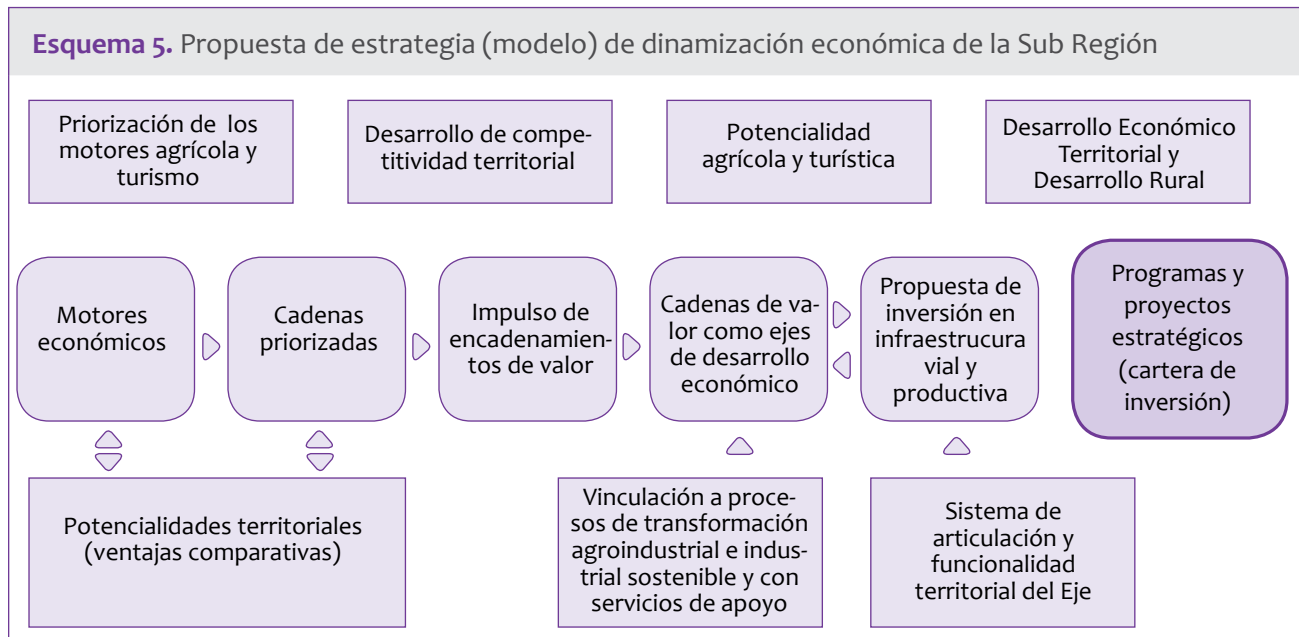 Esquema 5. Propuesta de estrategia (modelo) de dinamización económica de la Sub Región
Priorización de los
motores agrícola y
turismo
Desarrollo de compe-
titividad territorial
Potencialidad
agrícola y turística
Desarrollo Económico
Territorial y
Desarrollo Rural
Motores
económicos
Cadenas
priorizadas
Impulso de
encadenamien-
tos de valor
Cadenas de va-
lor como ejes
de desarrollo
económico
Propuesta de
inversión en
infraestrucura
vial y
productiva
Programas y
proyectos
estratégicos
(cartera de
inversión)
Potencialidades territoriales
(ventajas comparativas)
Vinculación a proce-
sos de transformación
agroindustrial e indus-
trial sostenible y con
servicios de apoyo
Sistema de
articulación y
funcionalidad
territorial del Eje